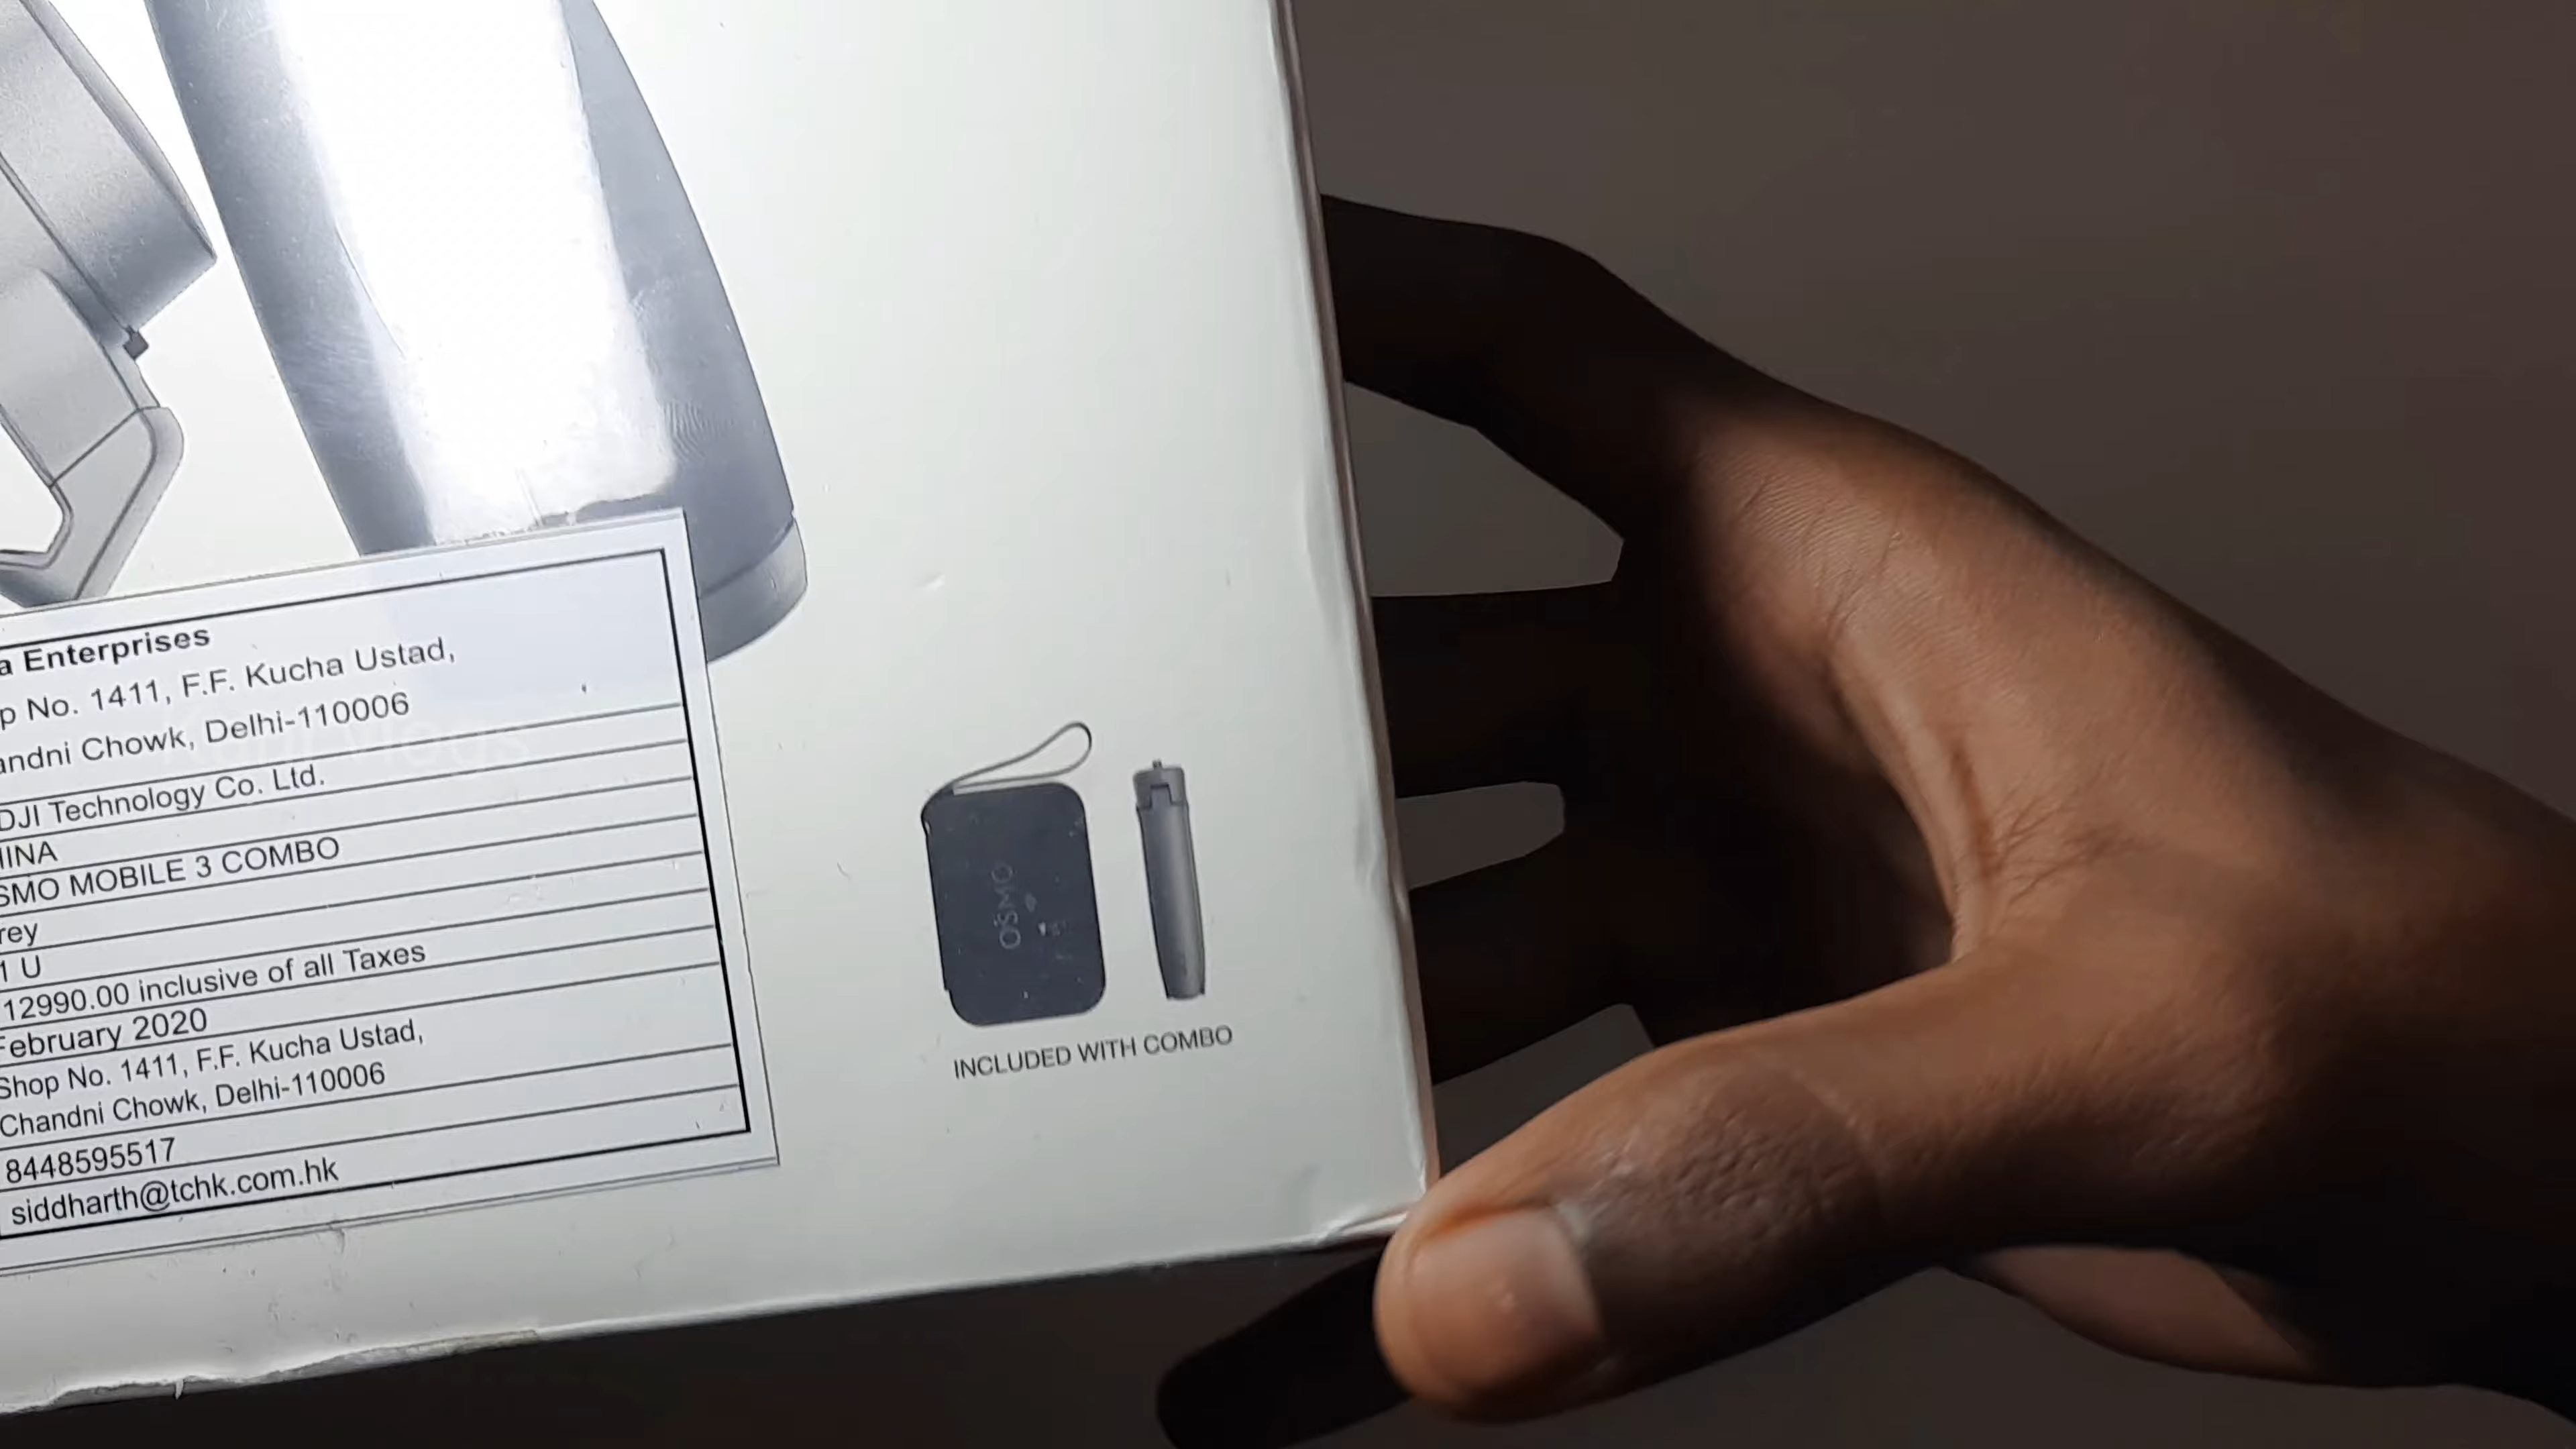 a Enterprises
p No. 1411, F.F. Kucha Ustad,
andni Chowk, Delhi-110006
DJI Technology Co. Ltd.
INA
SMO MOBILE 3 COMBO
rey
1 U
12990.00 inclusive of all Taxes
February 2020
Shop No. 1411, F.F. Kucha Ustad,
Chandni Chowk, Delhi-110006
8448595517
siddharth@tchk.com.hk
OSMO
INCLUDED WITH COMBO